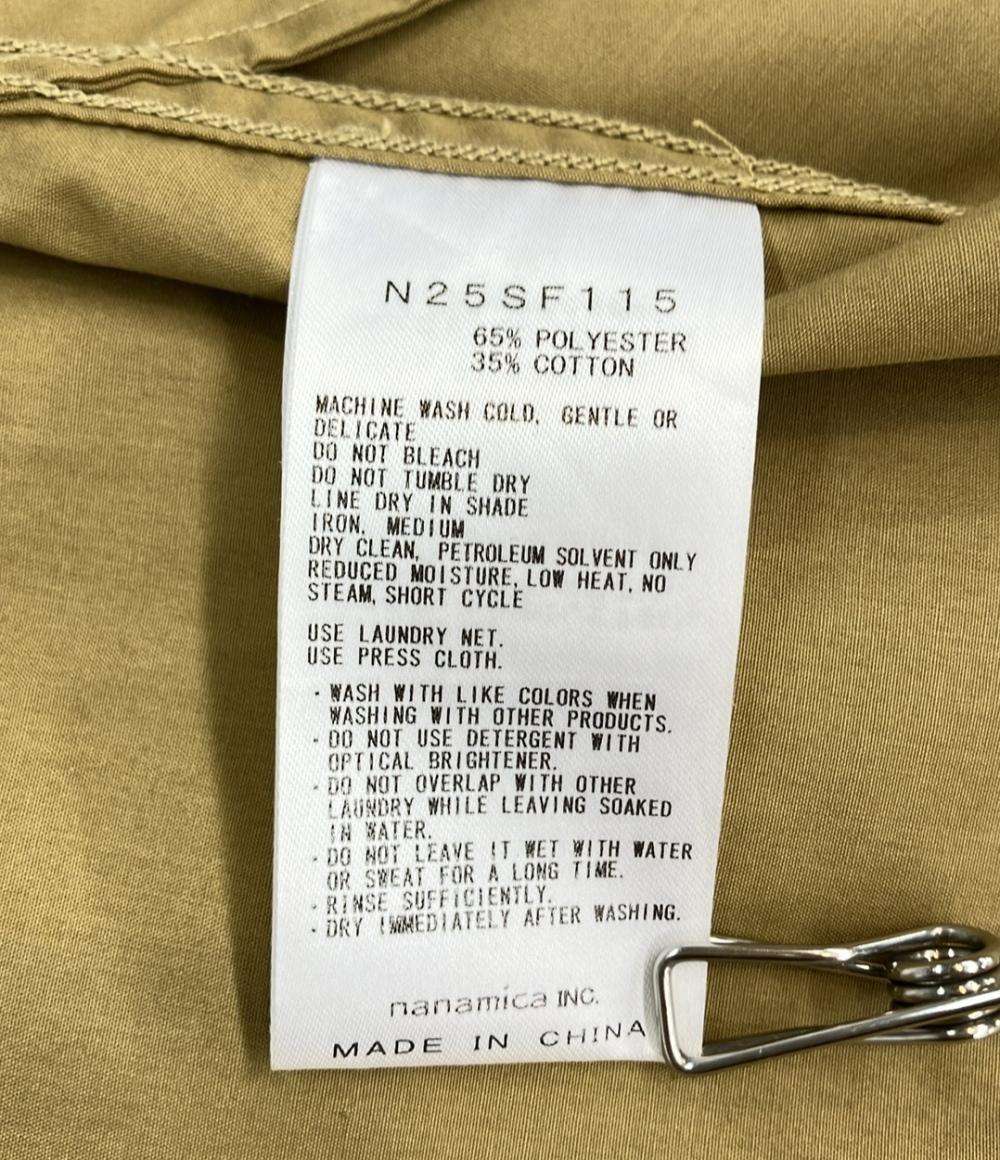 N25SF115
65% POLYESTER
35% COTTON
MACHINE WASH COLD, GENTLE OR
DELICATE
DO NOT BLEACH
DO NOT TUMBLE DRY
LINE DRY IN SHADE
IRON, MEDIUM
DRY CLEAN, PETROLEUM SOLVENT ONLY
REDUCED MOISTURE, LOW HEAT, NO
STEAM, SHORT CYCLE
USE LAUNDRY NET.
USE PRESS CLOTH.
・WASH WITH LIKE COLORS WHEN
WASHING WITH OTHER PRODUCTS.
・DO NOT USE DETERGENT WITH
OPTICAL BRIGHTENER.
・DO NOT OVERLAP WITH OTHER
LAUNDRY WHILE LEAVING SOAKED
IN WATER.
・DO NOT LEAVE IT WET WITH WATER
OR SWEAT FOR A LONG TIME.
・RINSE SUFFICIENTLY.
・DRY IMMEDIATELY AFTER WASHING.
nanamica INC.
MADE IN CHINA